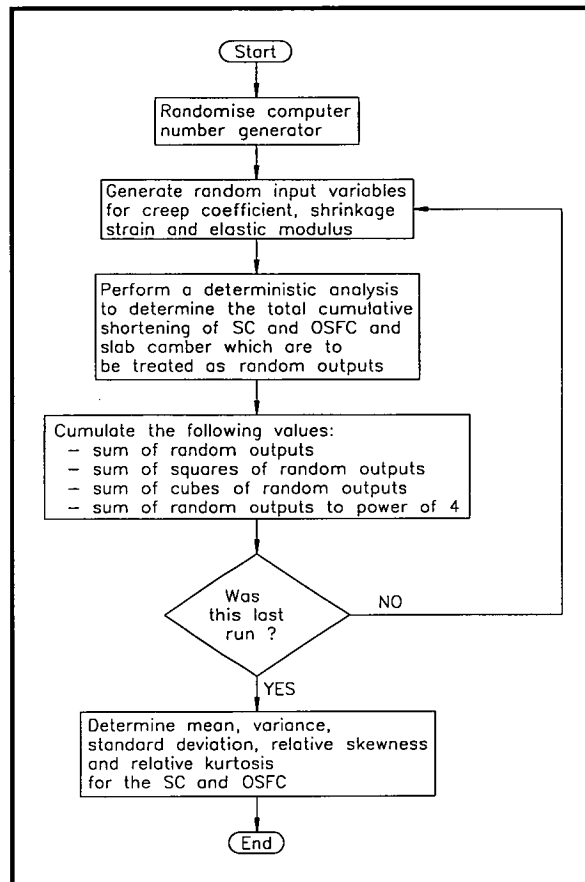 Start
Randomise computer
number generator
Generate random input variables
for creep coefficient, shrinkage
strain and elastic modulus
Perform a deterministic analysis
to determine the total cumulative
shortening of SC and OSFC and
slab camber which are to
be treated as random outputs
Cumulate the following values:
– sum of random outputs
– sum of squares of random outputs
– sum of cubes of random outputs
– sum of random outputs to power of 4
Was
this last
run ?
NO
YES
Determine mean, variance,
standard deviation, relative skewness
and relative kurtosis
for the SC and OSFC
End